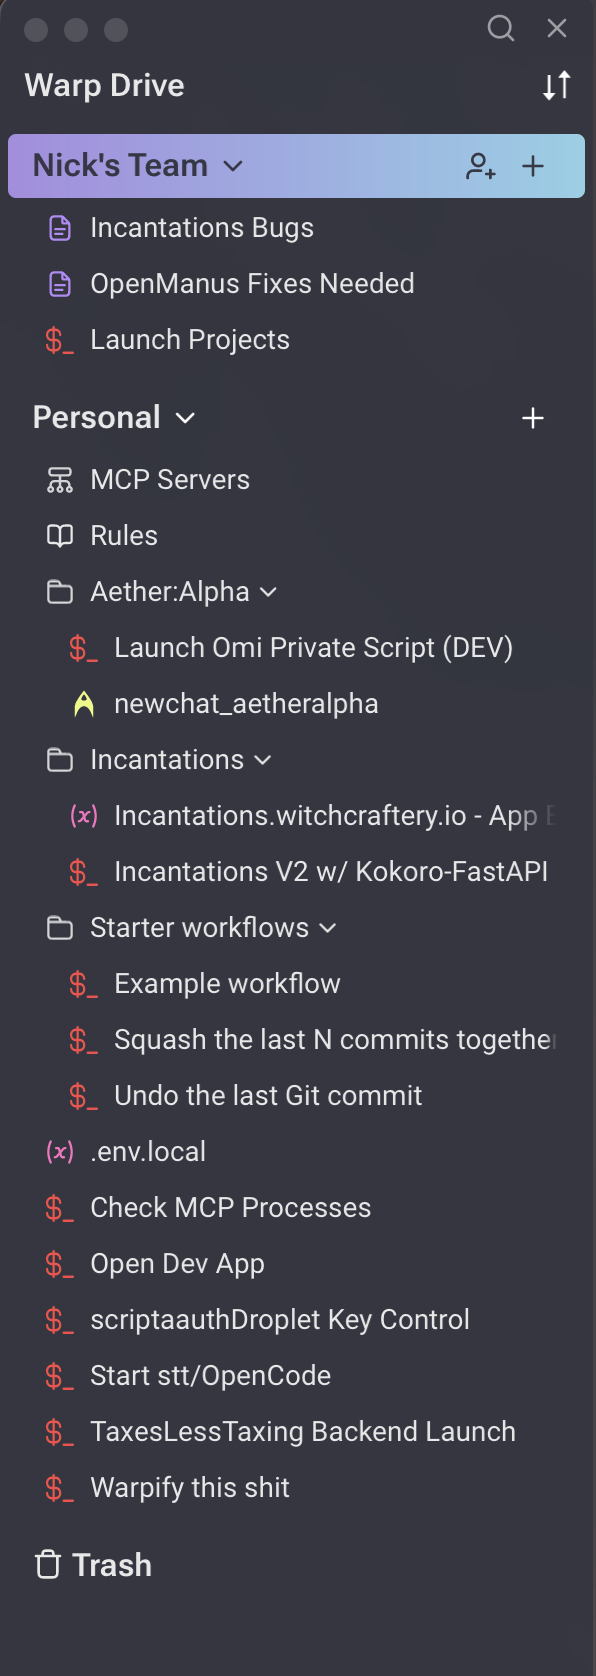 Warp Drive
Nick's Team
Incantations Bugs
OpenManus Fixes Needed
$_ Launch Projects
Personal
MCP Servers
Rules
Aether:Alpha
$_ Launch Omi Private Script (DEV)
newchat_aetheralpha
Incantations
(x) Incantations.witchcraftery.io - App
$_ Incantations V2 w/ Kokoro-FastAPI
Starter workflows
$_ Example workflow
$_ Squash the last N commits together
$_ Undo the last Git commit
(x) .env.local
$_ Check MCP Processes
$_ Open Dev App
$_ scriptaauthDroplet Key Control
$_ Start stt/OpenCode
$_ TaxesLessTaxing Backend Launch
$_ Warpify this shit
Trash